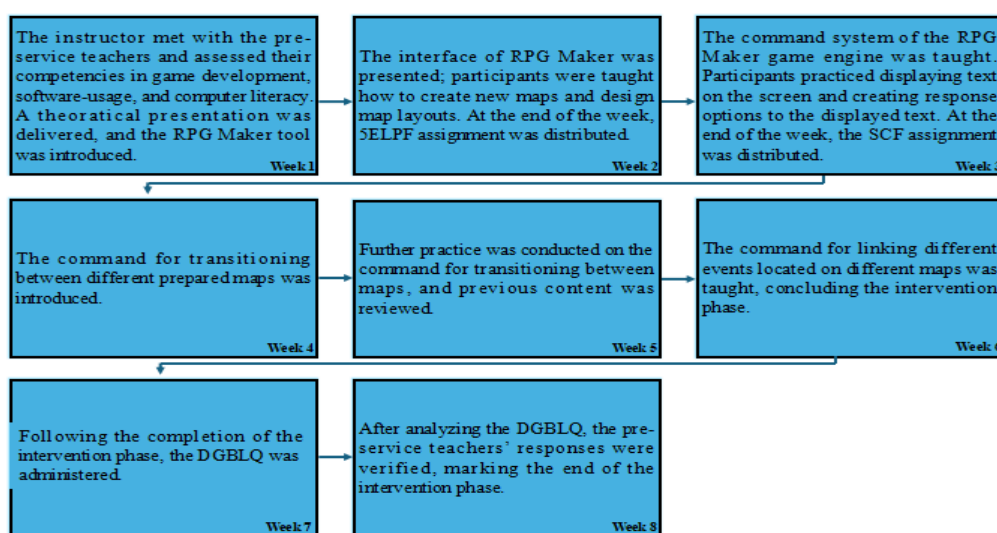 The instructor met with the pre-
service teachers and assessed their
competencies in game development,
software-usage, and computer literacy.
A theoratical presentation was
delivered, and the RPG Maker tool
was introduced.
Week 1
The interface of RPG Maker was
presented; participants were taught
how to create new maps and design
map layouts. At the end of the week,
5ELPF assignment was distributed.
Week 2
The command system of the RPG
Maker game engine was taught.
Participants practiced displaying text
on the screen and creating response
options to the displayed text. At the
end of the week, the SCF assignment
was distributed.
Week
The command for transitioning
between different prepared maps was
introduced.
Week 4
Further practice was conducted on the
command for transitioning between
maps, and previous content was
reviewed.
Week 5
The command for linking different
events located on different maps was
taught, concluding the intervention
phase.
Week
Following the completion of the
intervention phase, the DGBLQ was
administered.
Week 7
After analyzing the DGBLQ, the pre-
service teachers' responses were
verified, marking the end of the
intervention phase.
Week 8